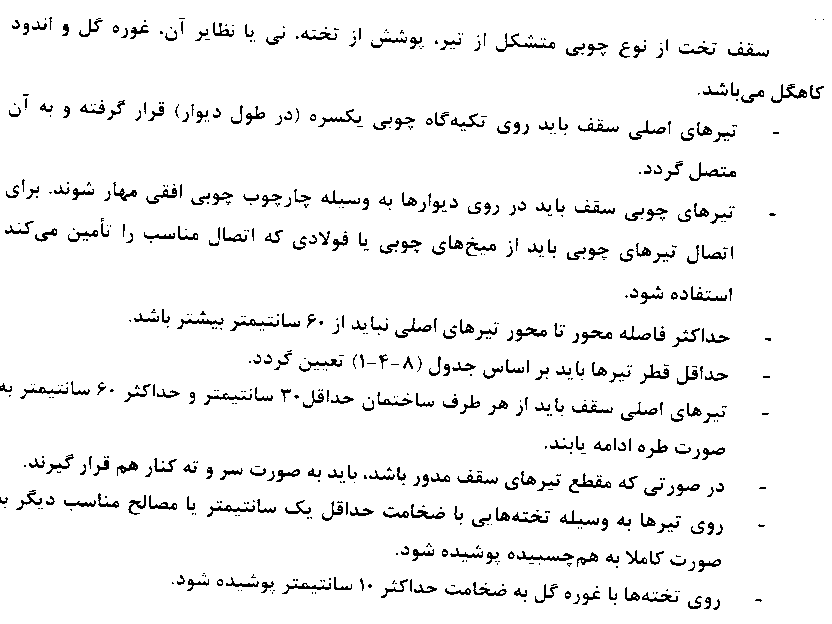 سقف تخت از نوع چوبی متشکل از تیر، پوشش از تخته، نی یا نظایر آن، غوره گل و اندود
کاهگل می‌باشد.
- تیرهای اصلی سقف باید روی تکیه‌گاه چوبی یکسره (در طول دیوار) قرار گرفته و به آن
متصل گردد.
- تیرهای چوبی سقف باید در روی دیوارها به وسیله چارچوب چوبی افقی مهار شوند. برای
اتصال تیرهای چوبی باید از میخ‌های چوبی یا فولادی که اتصال مناسب را تأمین می‌کند
استفاده شود.
- حداکثر فاصله محور تا محور تیرهای اصلی نباید از ۶۰ سانتیمتر بیشتر باشد.
- حداقل قطر تیرها باید بر اساس جدول (۸-۴-۱) تعیین گردد.
- تیرهای اصلی سقف باید از هر طرف ساختمان حداقل۳۰ سانتیمتر و حداکثر ۶۰ سانتیمتر به
صورت طره ادامه یابند.
- در صورتی که مقطع تیرهای سقف مدور باشد، باید به صورت سر و ته کنار هم قرار گیرند.
- روی تیرها به وسیله تخته‌هایی با ضخامت حداقل یک سانتیمتر یا مصالح مناسب دیگر به
صورت کاملا به هم‌چسبیده پوشیده شود.
- روی تخته‌ها با غوره گل به ضخامت حداکثر ۱۰ سانتیمتر پوشیده شود.